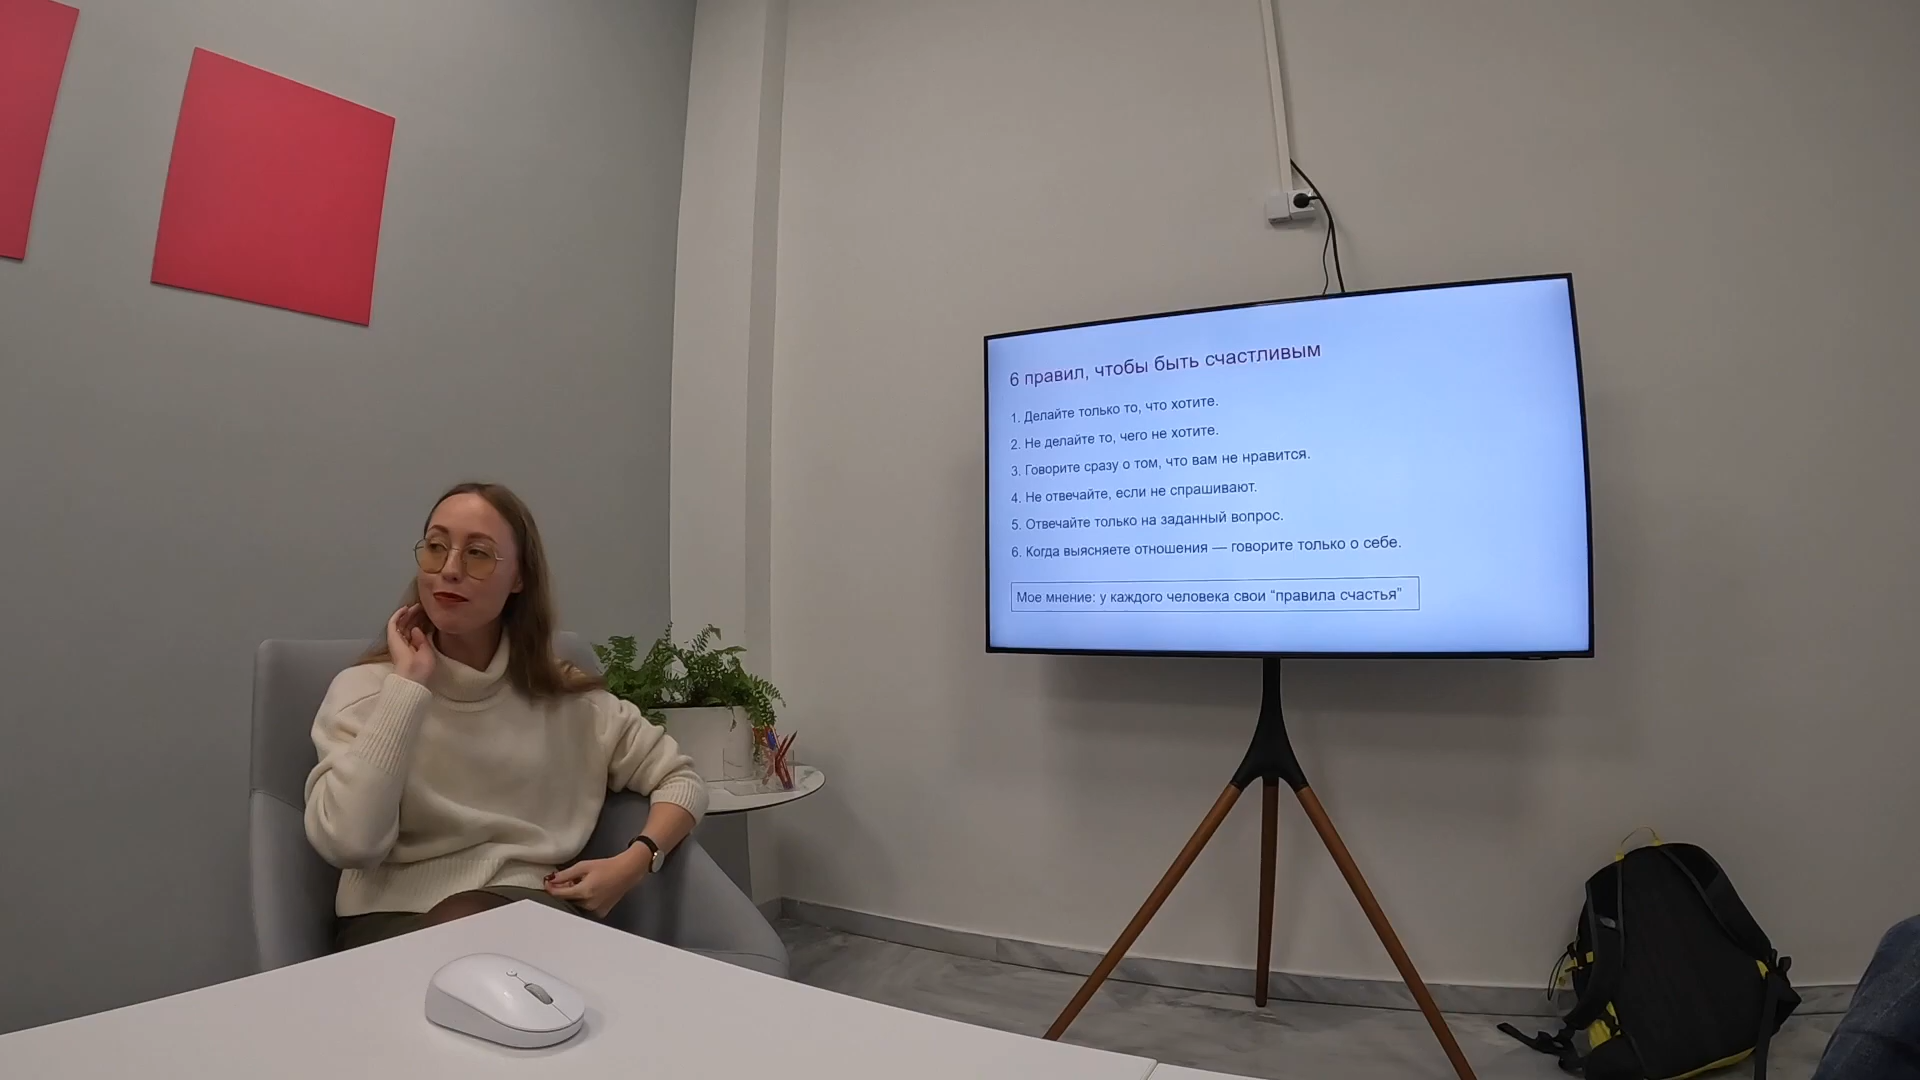 6 правил, чтобы быть счастливым
1. Делайте только то, что хотите.
2. Не делайте то, чего не хотите.
3. Говорите сразу о том, что вам не нравится.
4. Не отвечайте, если не спрашивают.
5. Отвечайте только на заданный вопрос.
6. Когда выясняете отношения — говорите только о себе.
Мое мнение: у каждого человека свои “правила счастья”